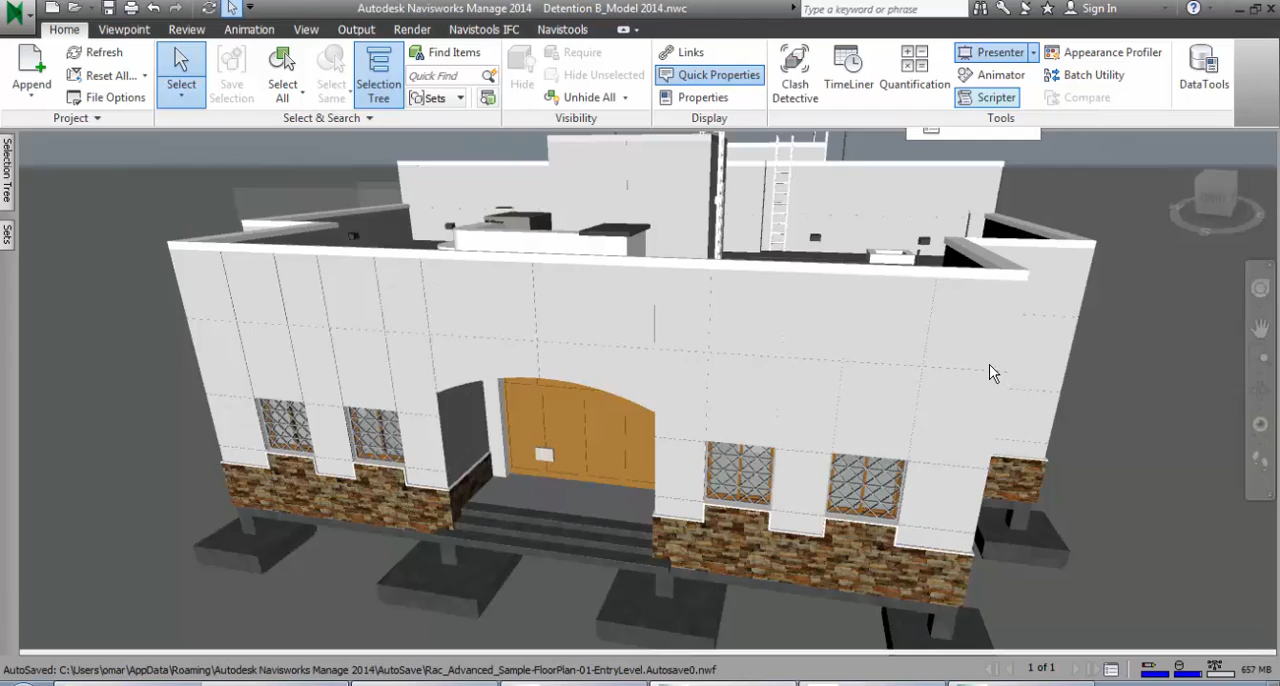 Autodesk Navisworks Manage 2014 Detention B_Model 2014.nwc
Type a keyword or phrase
Sign In
Home Viewpoint Review Animation View Output Render Navistools IFC Navistools
Append
Refresh
Reset All...
File Options
Project
Select
Save Selection
Select All
Select Same
Selection Tree
Find Items
Quick Find
Sets
Select & Search
Hide
Require
Hide Unselected
Unhide All
Visibility
Links
Quick Properties
Properties
Display
Clash Detective
TimeLiner
Quantification
Presenter
Animator
Scripter
Appearance Profiler
Batch Utility
Compare
Tools
DataTools
Selection Tree
Sets
AutoSaved: C:\Users\omar\AppData\Roaming\Autodesk Navisworks Manage 2014\AutoSave\Rac_Advanced_Sample-FloorPlan-01-EntryLevel.Autosave0.nwf
1 of 1
657 MB